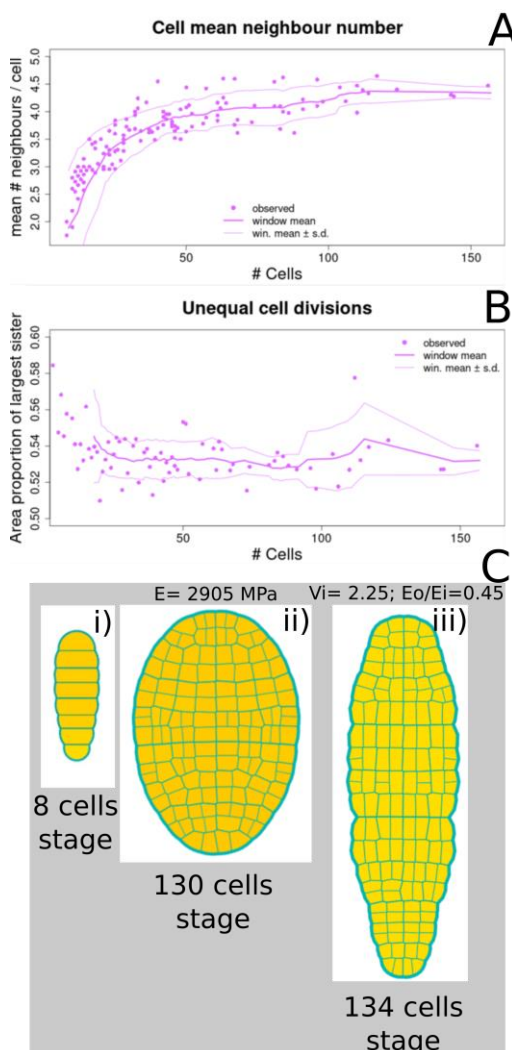 Cell mean neighbour number
A
mean # neighbours / cell
5.0
4.5
4.0
3.5
3.0
2.5
2.0
observed
window mean
win. mean ± s.d.
50
100
150
# Cells
Unequal cell divisions
B
Area proportion of largest sister
0.60
0.58
0.56
0.54
0.52
0.50
observed
window mean
win. mean ± s.d.
50
100
150
# Cells
C
E= 2905 MPa
Vi= 2.25; Eo/Ei=0.45
i)
ii)
iii)
8 cells
stage
130 cells
stage
134 cells
stage